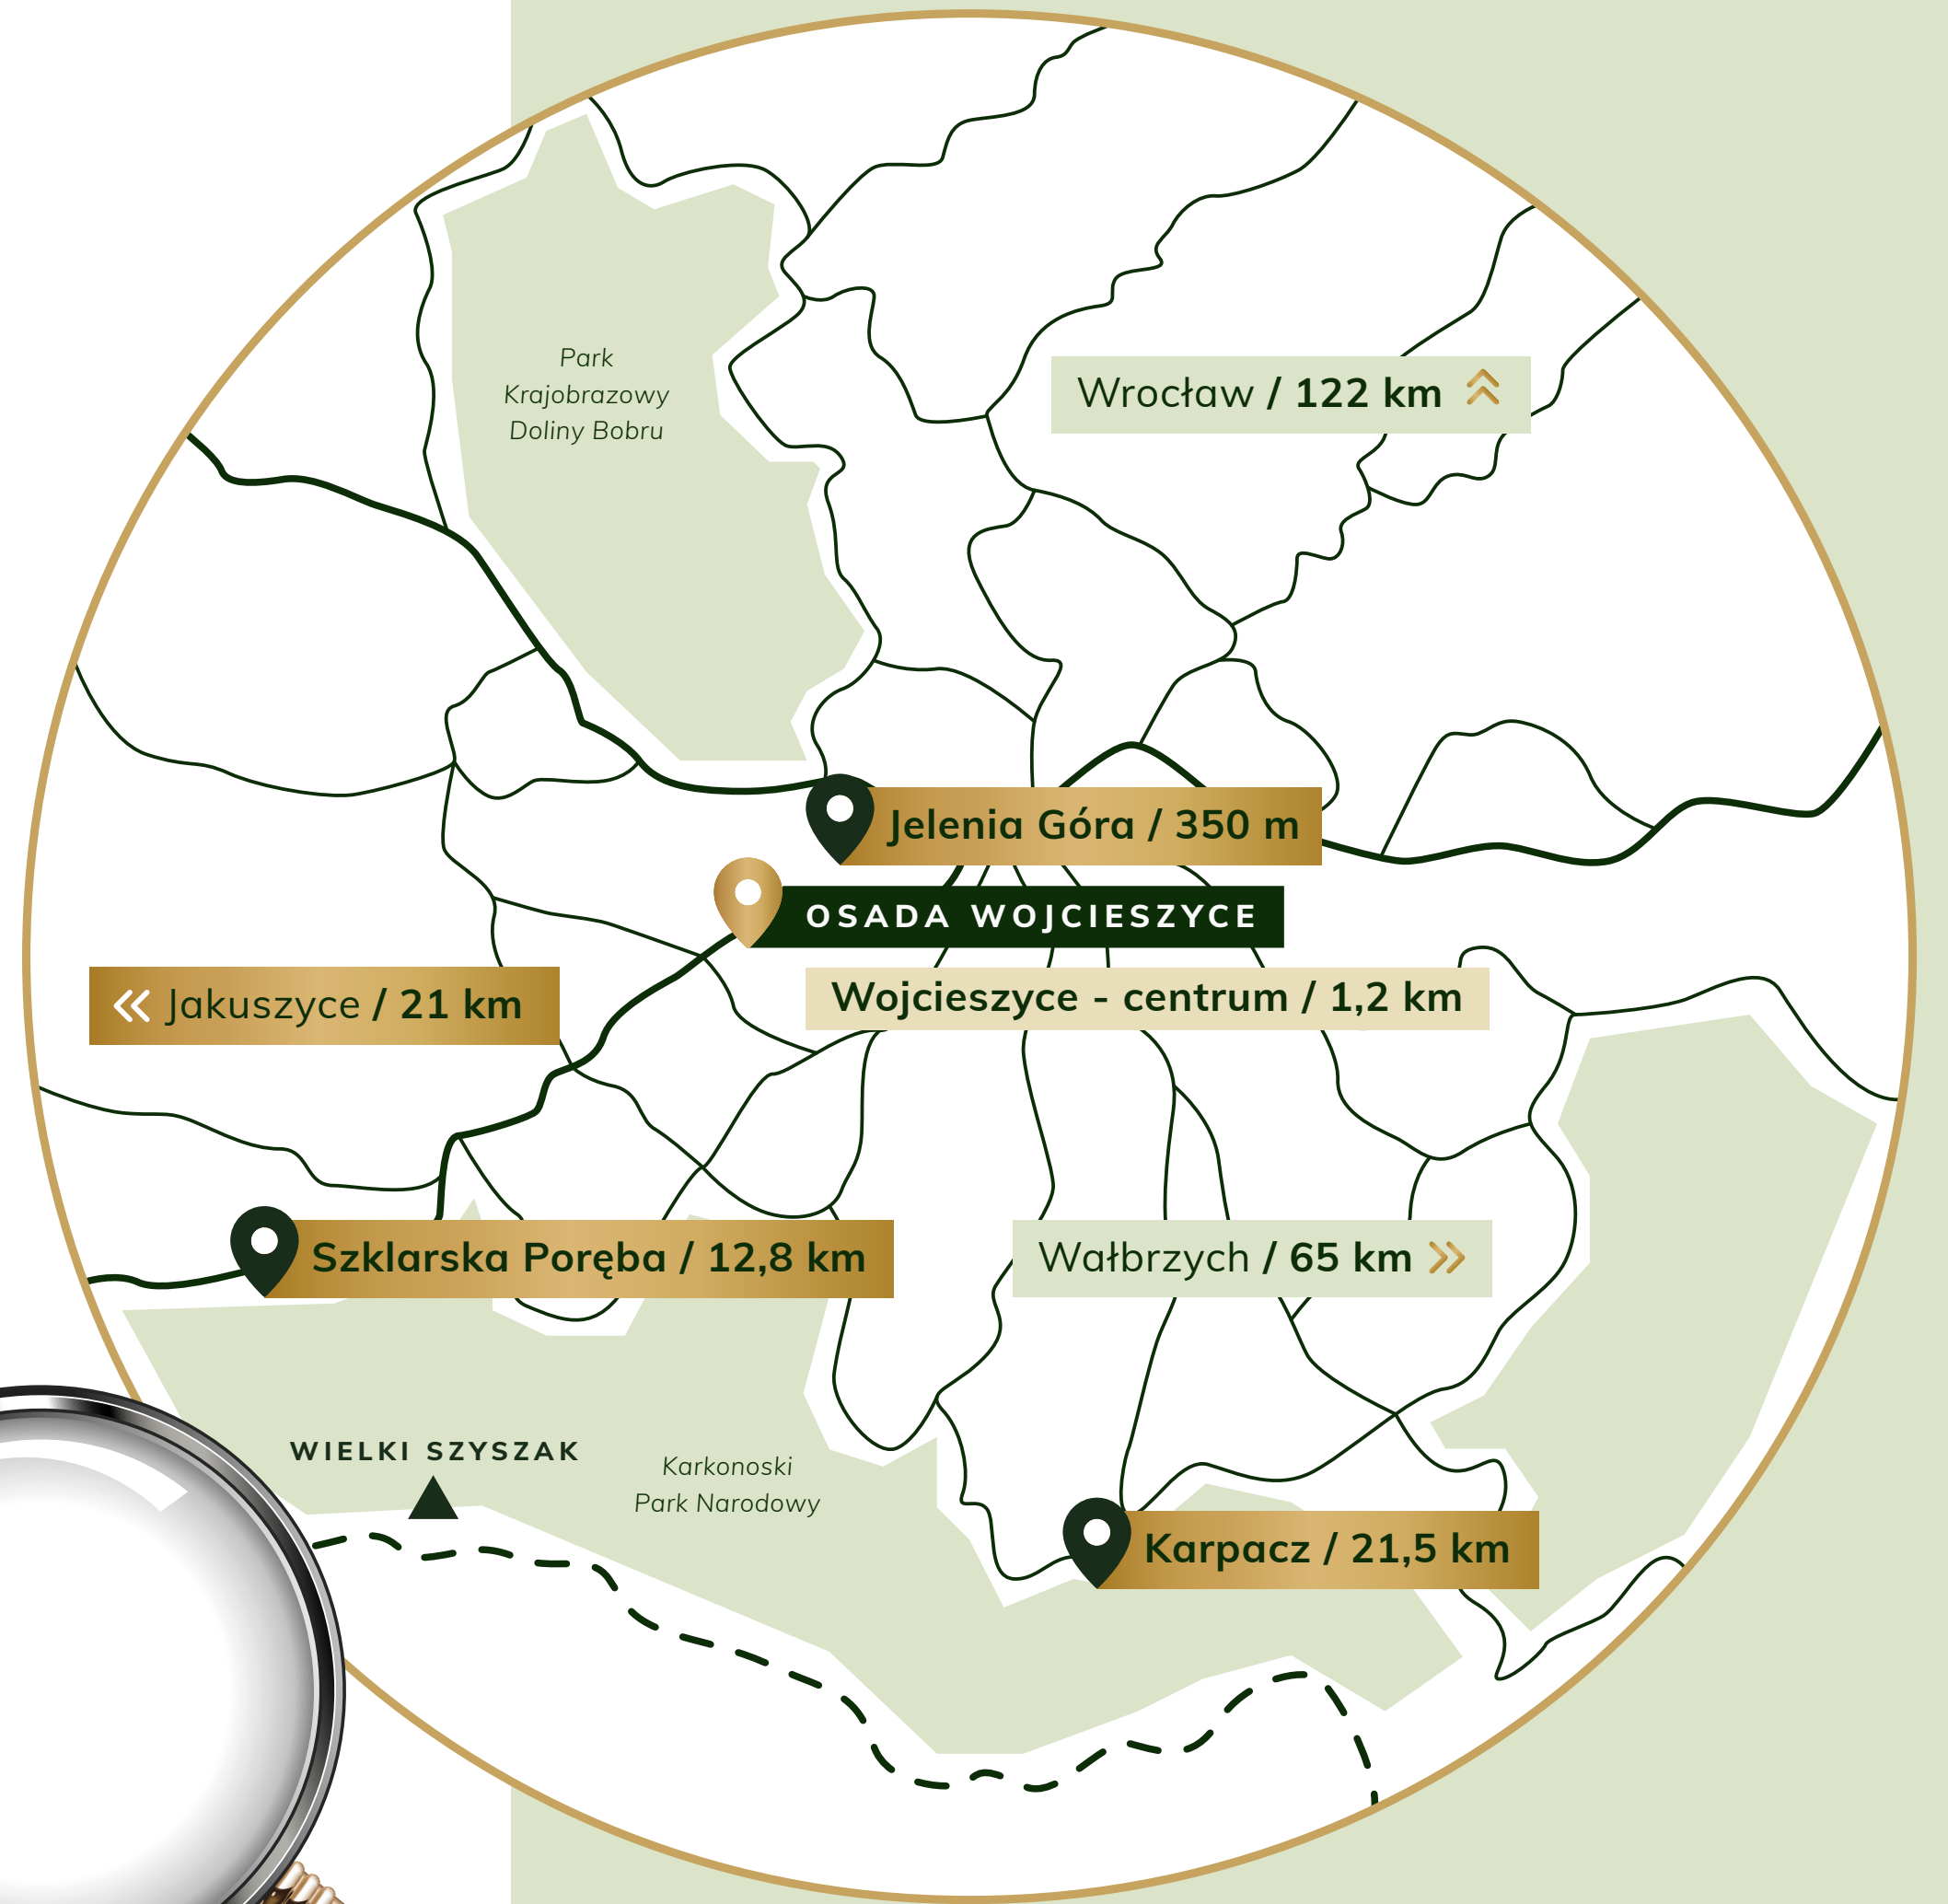 Park
Krajobrazowy
Doliny Bobru
Wrocław / 122 km
Jelenia Góra / 350 m
OSADA WOJCIESZYCE
Jakuszyce / 21 km
Wojcieszyce - centrum / 1,2 km
Szklarska Poręba / 12,8 km
Wałbrzych / 65 km
WIELKI SZYSZAK
Karkonoski
Park Narodowy
Karpacz / 21,5 km